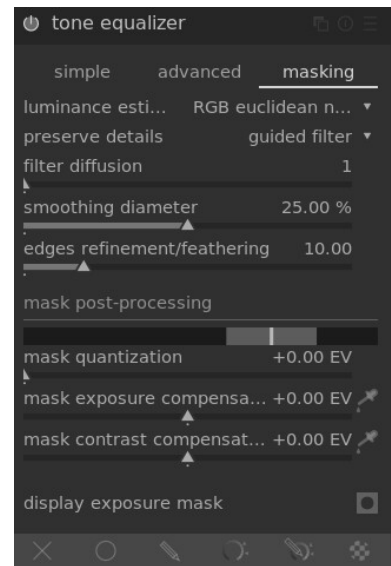 tone equalizer
simple advanced masking
luminance esti... RGB euclidean n...
preserve details guided filter
filter diffusion 1
smoothing diameter 25.00 %
edges refinement/feathering 10.00
mask post-processing
mask quantization +0.00 EV
mask exposure compensa... +0.00 EV
mask contrast compensat... +0.00 EV
display exposure mask